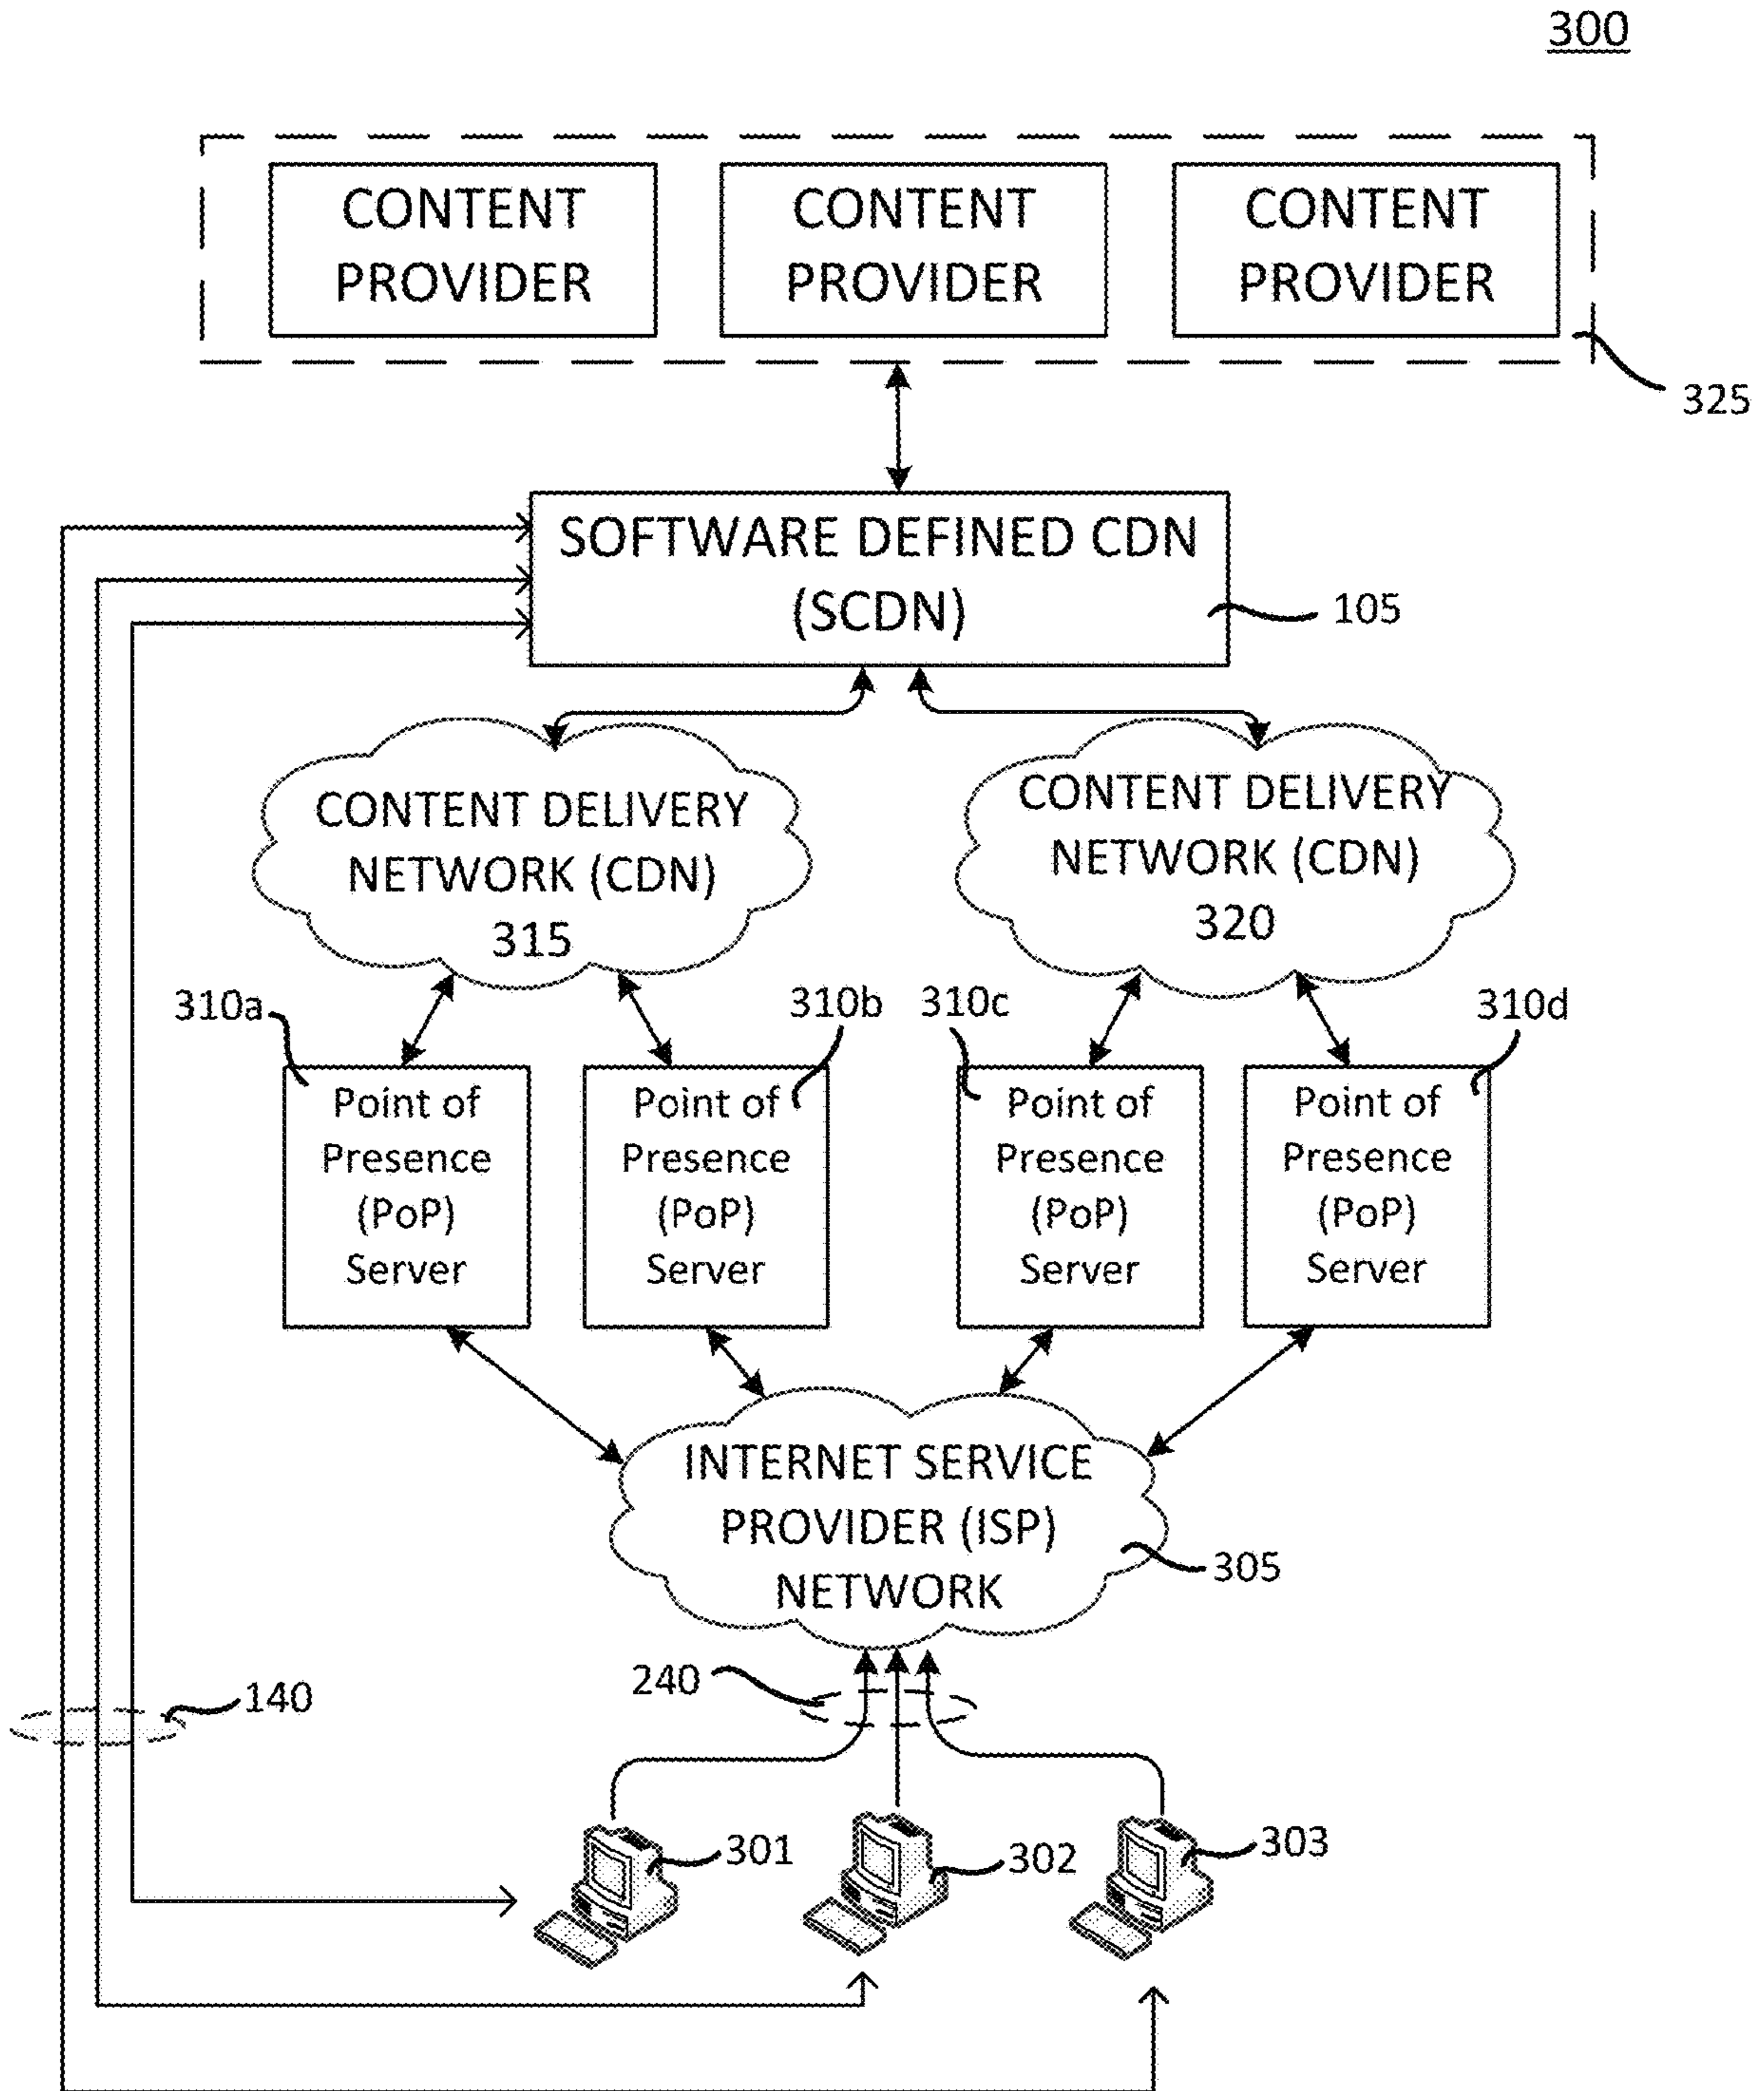 300
CONTENT
PROVIDER
CONTENT
PROVIDER
CONTENT
PROVIDER
325
SOFTWARE DEFINED CDN
(SCDN)
105
CONTENT DELIVERY
NETWORK (CDN)
315
CONTENT DELIVERY
NETWORK (CDN)
320
310a
310b
310c
310d
Point of
Presence
(PoP)
Server
Point of
Presence
(PoP)
Server
Point of
Presence
(PoP)
Server
Point of
Presence
(PoP)
Server
INTERNET SERVICE
PROVIDER (ISP)
NETWORK
305
240
140
301
302
303